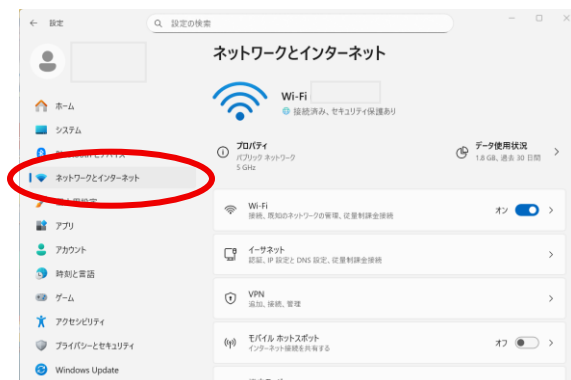 設定
設定の検索
ネットワークとインターネット
Wi-Fi
接続済み、セキュリティ保護あり
ホーム
システム
プロパティ
パブリック ネットワーク
5 GHz
データ使用状況
1.8 GB、過去 30 日間
ネットワークとインターネット
アプリ
アカウント
時刻と言語
ゲーム
アクセシビリティ
プライバシーとセキュリティ
Windows Update
Wi-Fi
接続、既知のネットワークの管理、従量制課金接続
オン
イーサネット
認証、IP 設定と DNS 設定、従量制課金接続
VPN
追加、接続、管理
モバイル ホットスポット
インターネット接続を共有する
オフ